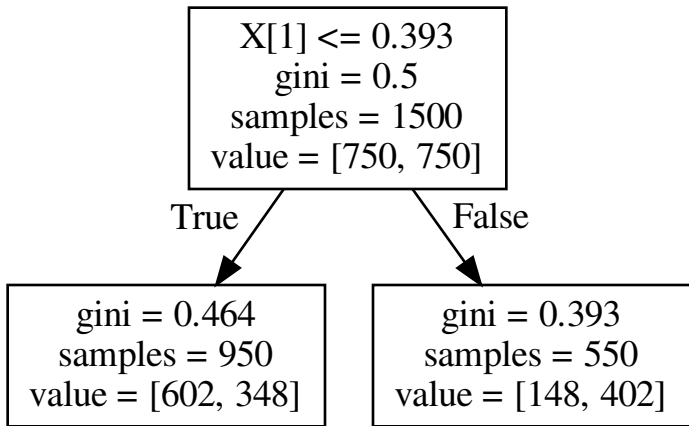 X[1] <= 0.393
gini = 0.5
samples = 1500
value = [750, 750]
True
False
gini = 0.464
samples = 950
value = [602, 348]
gini = 0.393
samples = 550
value = [148, 402]